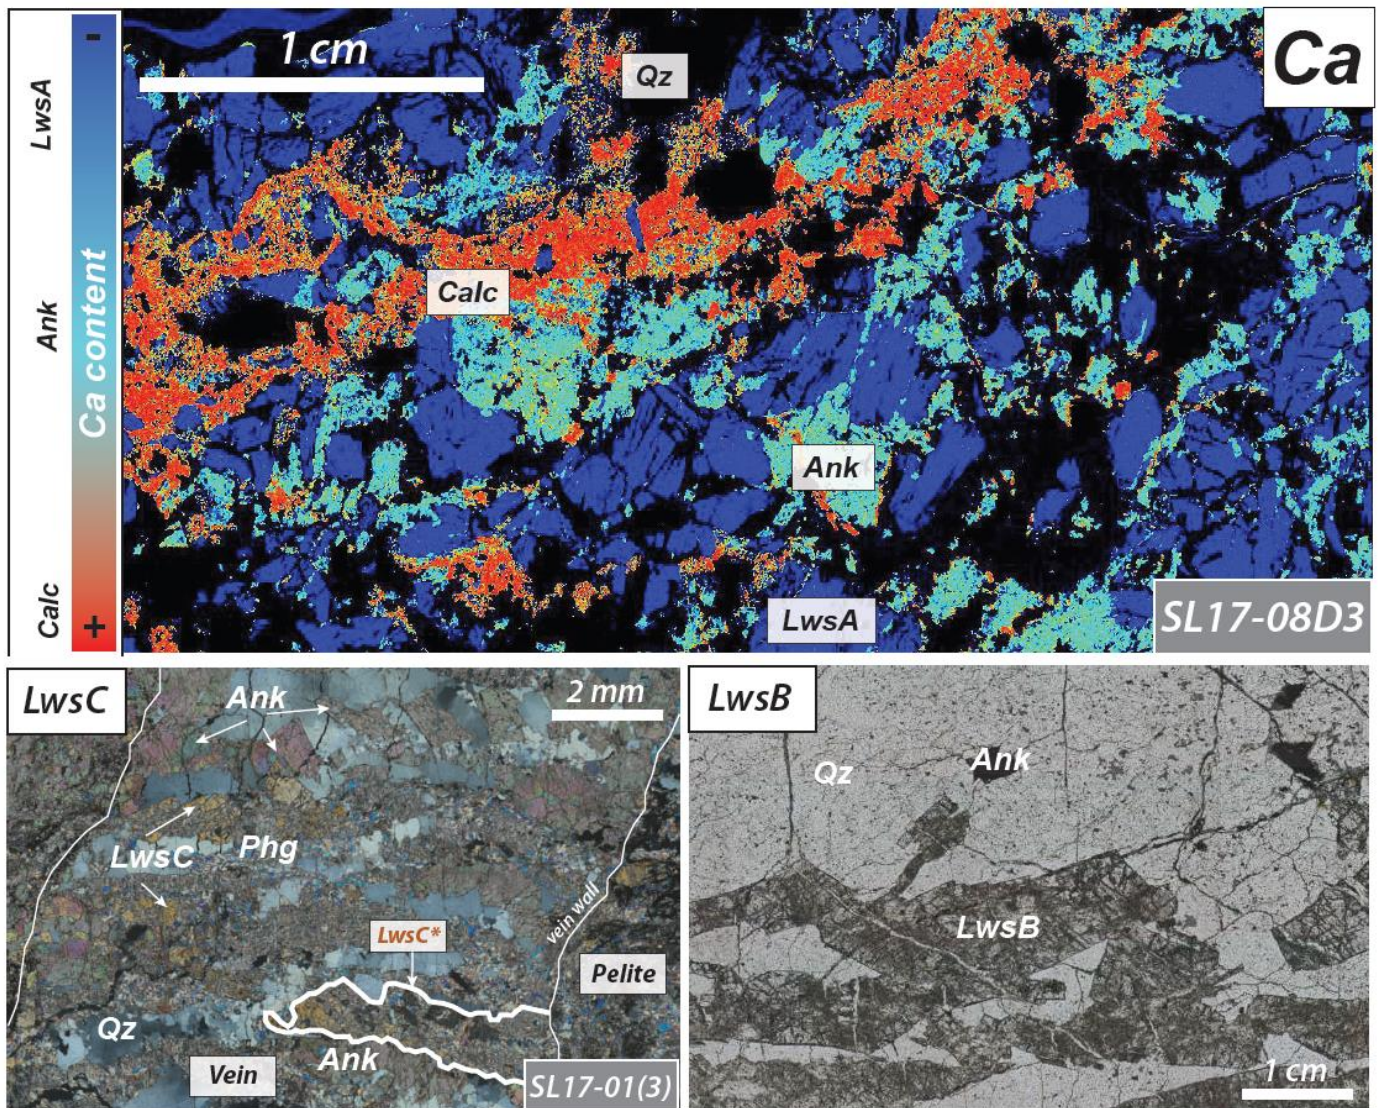 -
LwsA
Ank
Calc
Ca content
+
1 cm
Qz
Ca
Calc
Ank
LwsA
SL17-08D3
LwsC
Ank
2 mm
LwsC
Phg
LwsC*
vein wall
Pelite
Qz
Ank
Vein
SL17-01(3)
LwsB
Qz
Ank
LwsB
1 cm